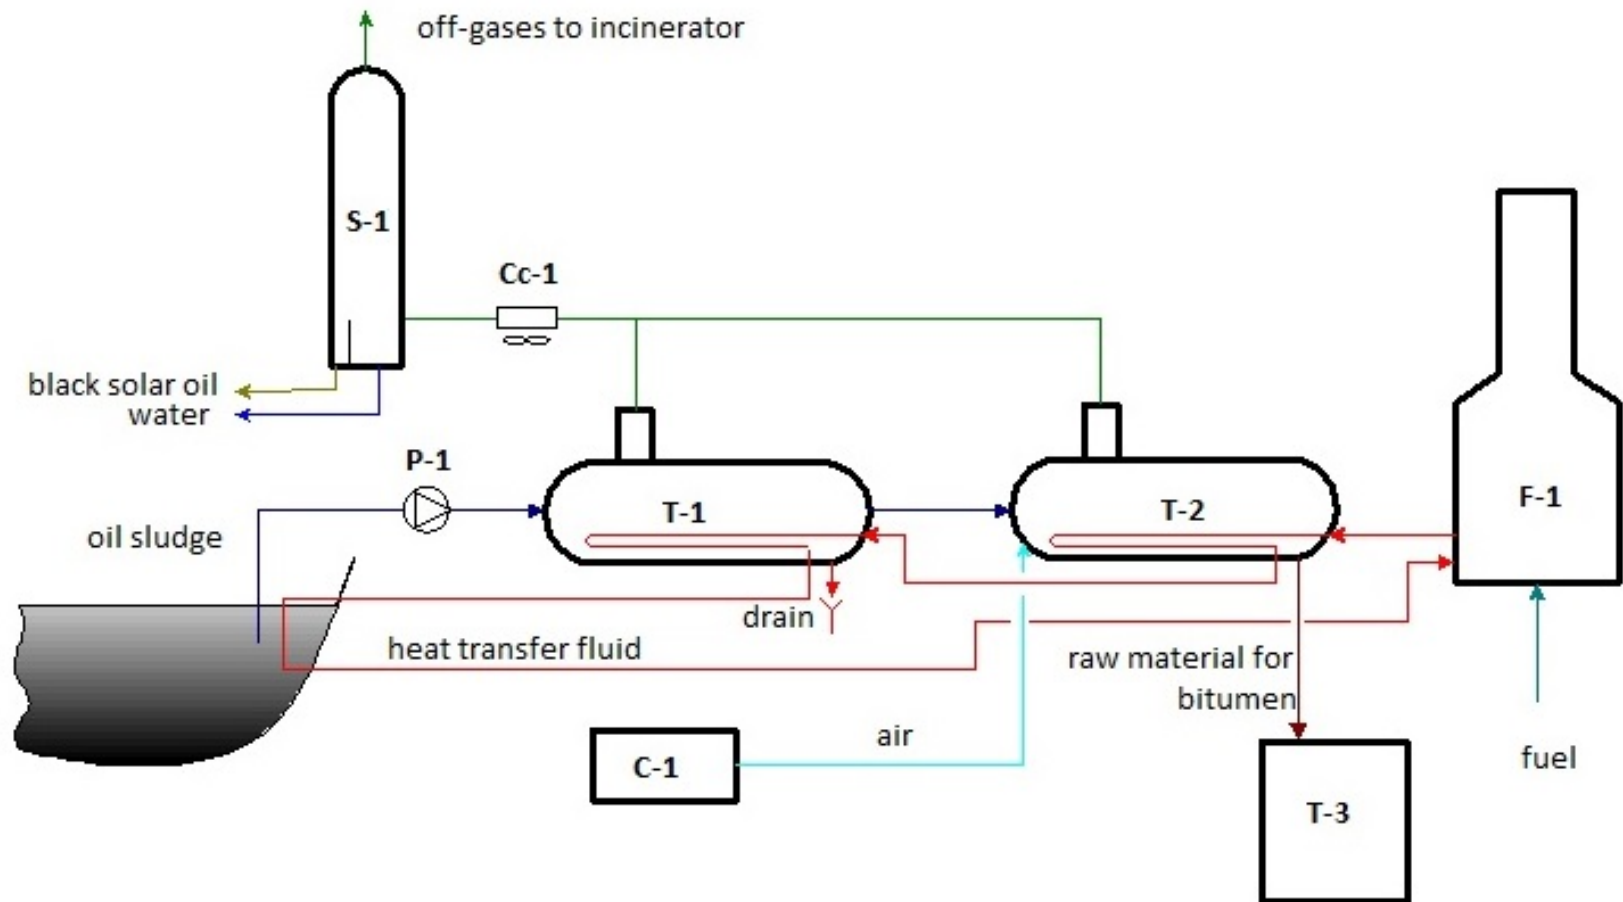 off-gases to incinerator
S-1
Cc-1
black solar oil
water
P-1
oil sludge
T-1
T-2
F-1
drain
heat transfer fluid
raw material for
bitumen
air
C-1
fuel
T-3